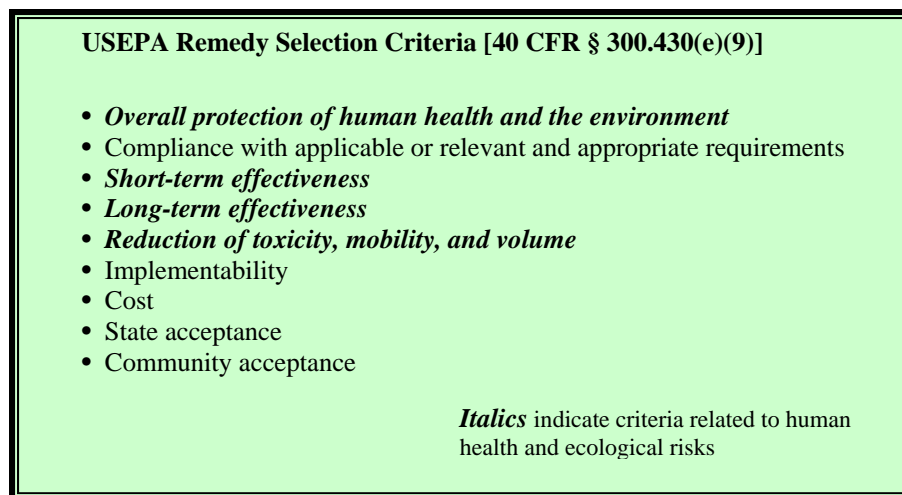 USEPA Remedy Selection Criteria [40 CFR § 300.430(e)(9)]
• Overall protection of human health and the environment
• Compliance with applicable or relevant and appropriate requirements
• Short-term effectiveness
• Long-term effectiveness
• Reduction of toxicity, mobility, and volume
• Implementability
• Cost
• State acceptance
• Community acceptance
Italics indicate criteria related to human
health and ecological risks